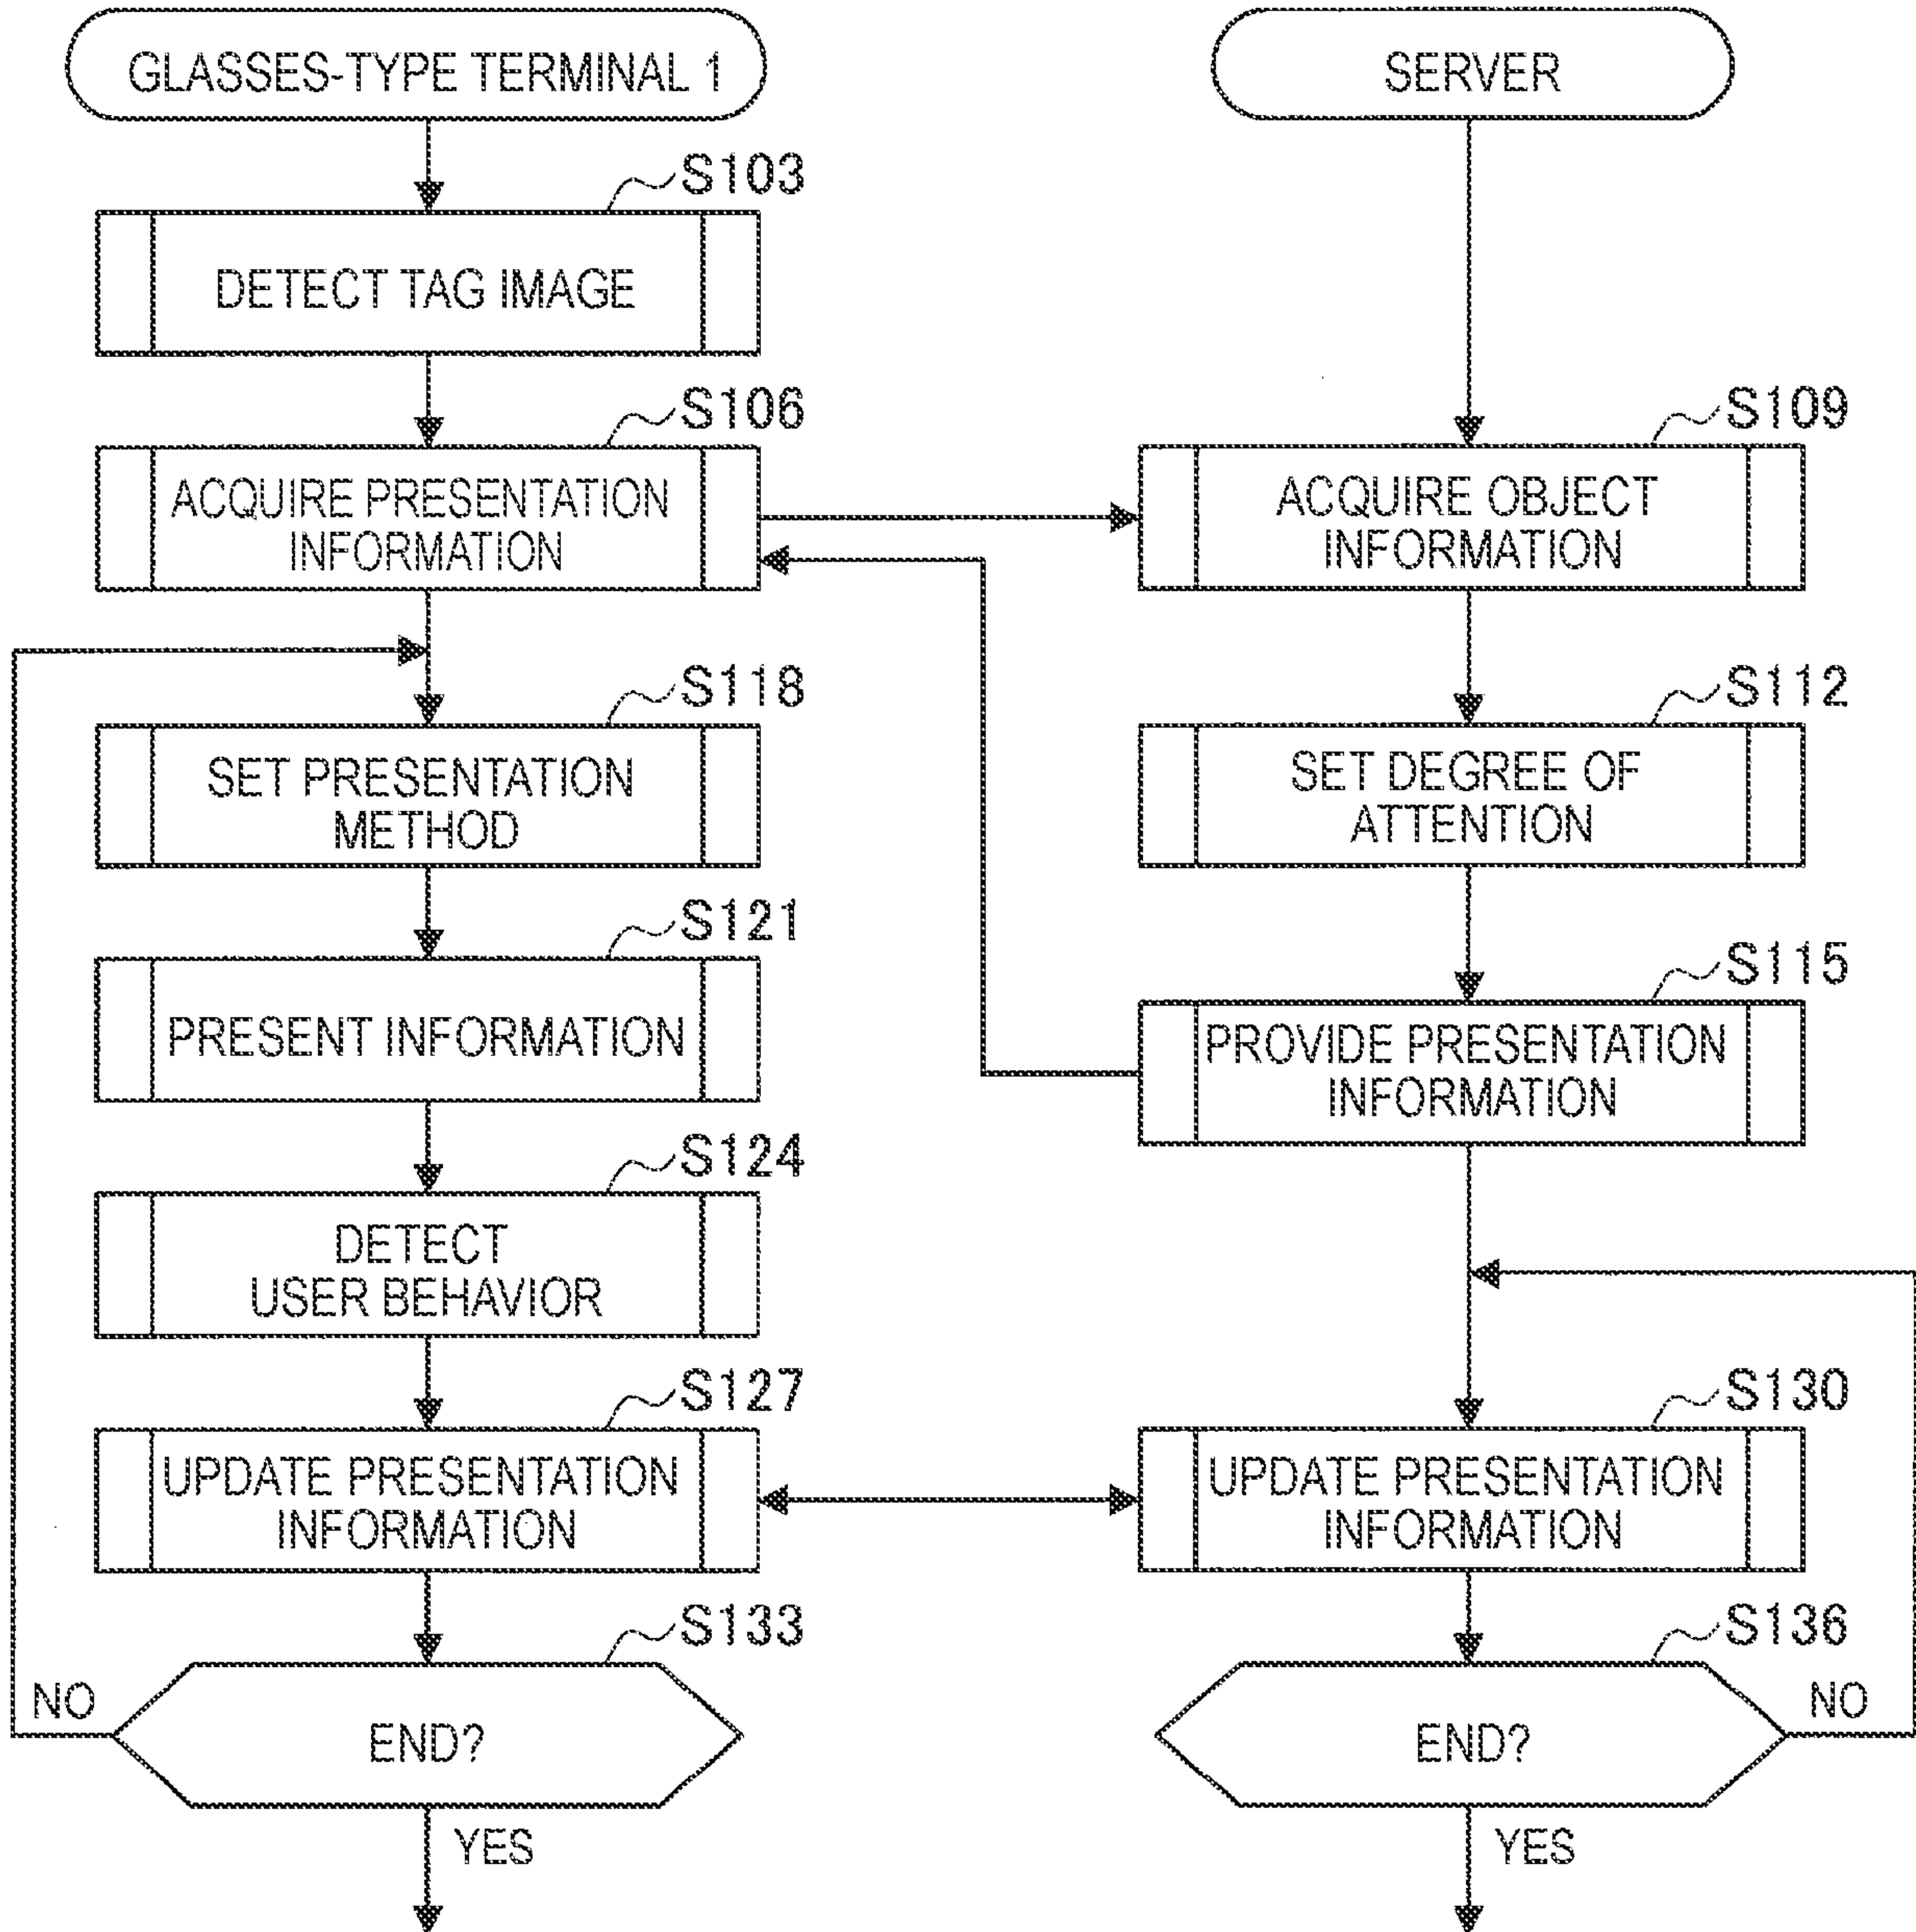 GLASSES-TYPE TERMINAL 1
SERVER
S103
DETECT TAG IMAGE
S106
ACQUIRE PRESENTATION
INFORMATION
S109
ACQUIRE OBJECT
INFORMATION
S118
SET PRESENTATION
METHOD
S112
SET DEGREE OF
ATTENTION
S121
PRESENT INFORMATION
S115
PROVIDE PRESENTATION
INFORMATION
S124
DETECT
USER BEHAVIOR
S127
UPDATE PRESENTATION
INFORMATION
S130
UPDATE PRESENTATION
INFORMATION
S133
NO
END?
YES
S136
NO
END?
YES